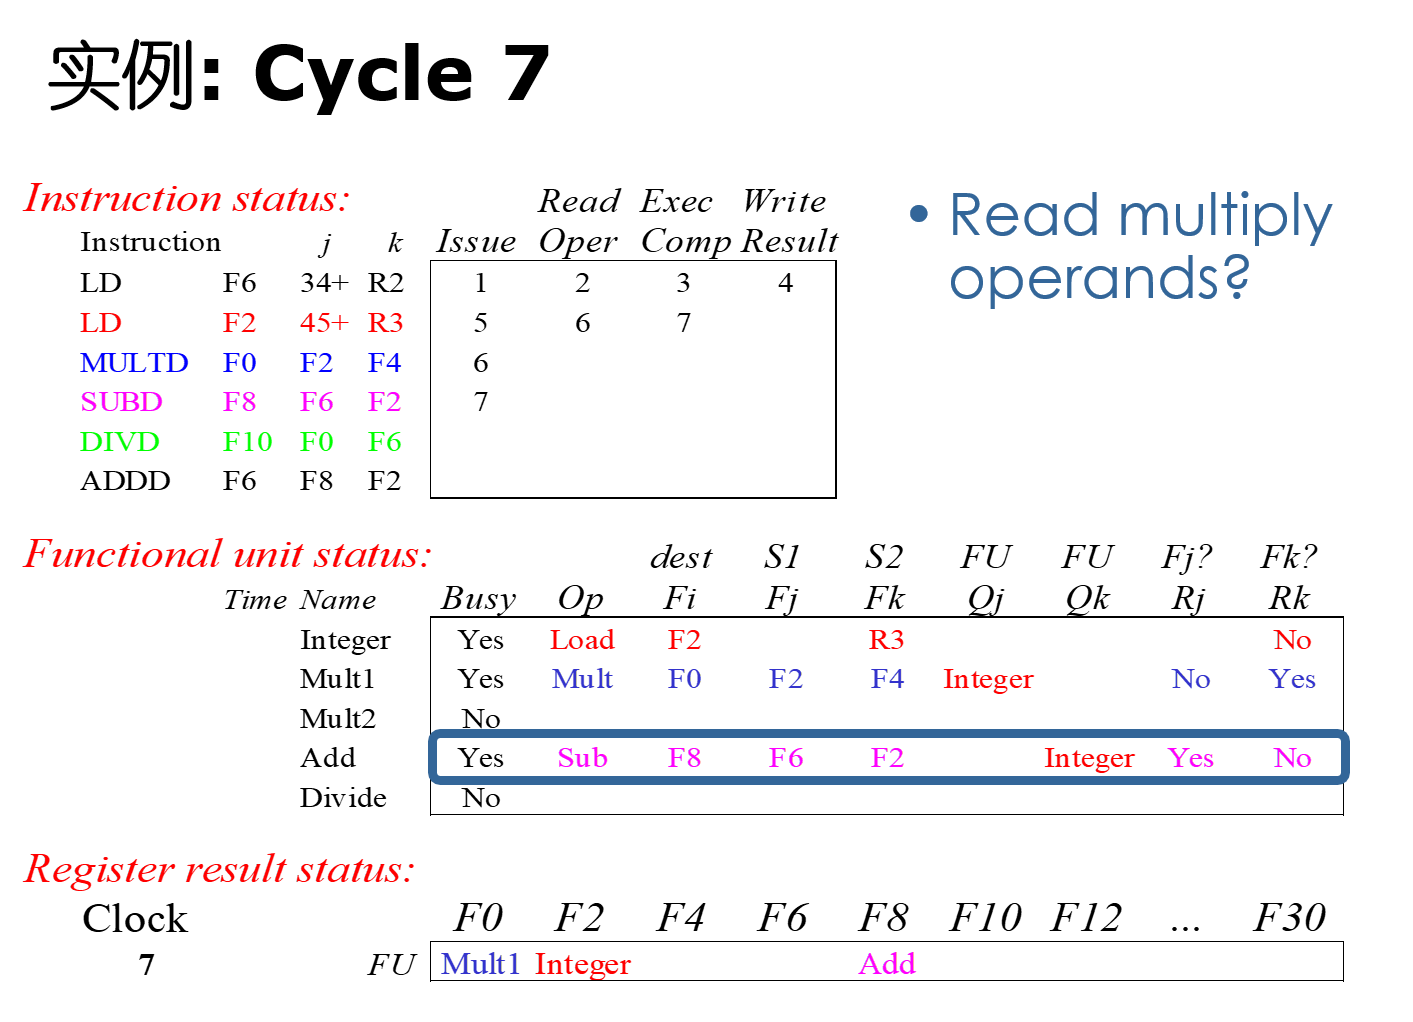 实例: Cycle 7
Instruction status: Read Exec Write
Instruction j k Issue Oper Comp Result
LD F6 34+ R2 1 2 3 4
LD F2 45+ R3 5 6 7
MULTD F0 F2 F4 6
SUBD F8 F6 F2 7
DIVD F10 F0 F6
ADDD F6 F8 F2
• Read multiply
operands?
Functional unit status: dest S1 S2 FU FU Fj? Fk?
Time Name Busy Op Fi Fj Fk Qj Qk Rj Rk
Integer Yes Load F2 R3 No
Mult1 Yes Mult F0 F2 F4 Integer No Yes
Mult2 No
Add Yes Sub F8 F6 F2 Integer Yes No
Divide No
Register result status:
Clock F0 F2 F4 F6 F8 F10 F12 ... F30
7 FU Mult1 Integer Add